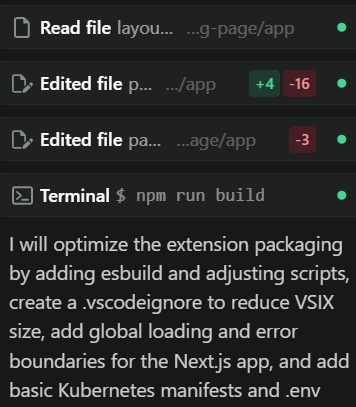 Read file layou... ...g-page/app
Edited file p... .../app +4 -16
Edited file pa... ...age/app -3
Terminal $ npm run build
I will optimize the extension packaging
by adding esbuild and adjusting scripts,
create a .vscodeignore to reduce VSIX
size, add global loading and error
boundaries for the Next.js app, and add
basic Kubernetes manifests and .env